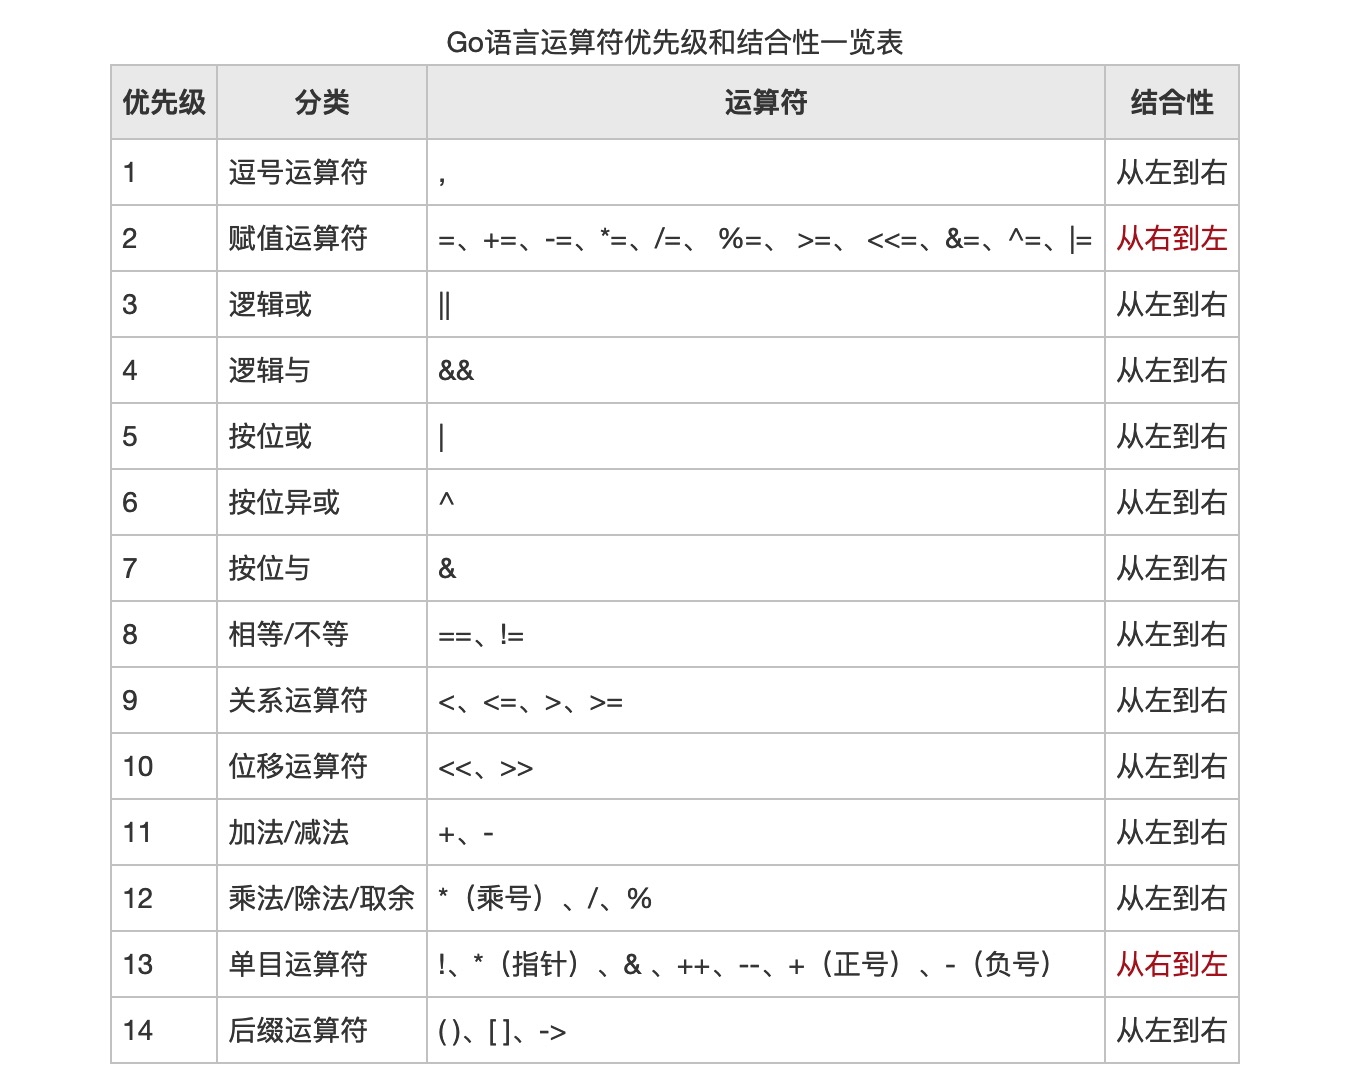 Go语言运算符优先级和结合性一览表
优先级 分类 运算符 结合性
1 逗号运算符 , 从左到右
2 赋值运算符 =、+=、-=、*=、/=、 %=、 >=、 <<=、&=、^=、|= 从右到左
3 逻辑或 || 从左到右
4 逻辑与 && 从左到右
5 按位或 | 从左到右
6 按位异或 ^ 从左到右
7 按位与 & 从左到右
8 相等/不等 ==、!= 从左到右
9 关系运算符 <、<=、>、>= 从左到右
10 位移运算符 <<、>> 从左到右
11 加法/减法 +、- 从左到右
12 乘法/除法/取余 *（乘号）、/、% 从左到右
13 单目运算符 !、*（指针）、& 、++、--、+（正号）、-（负号） 从右到左
14 后缀运算符 ( )、[ ]、-> 从左到右